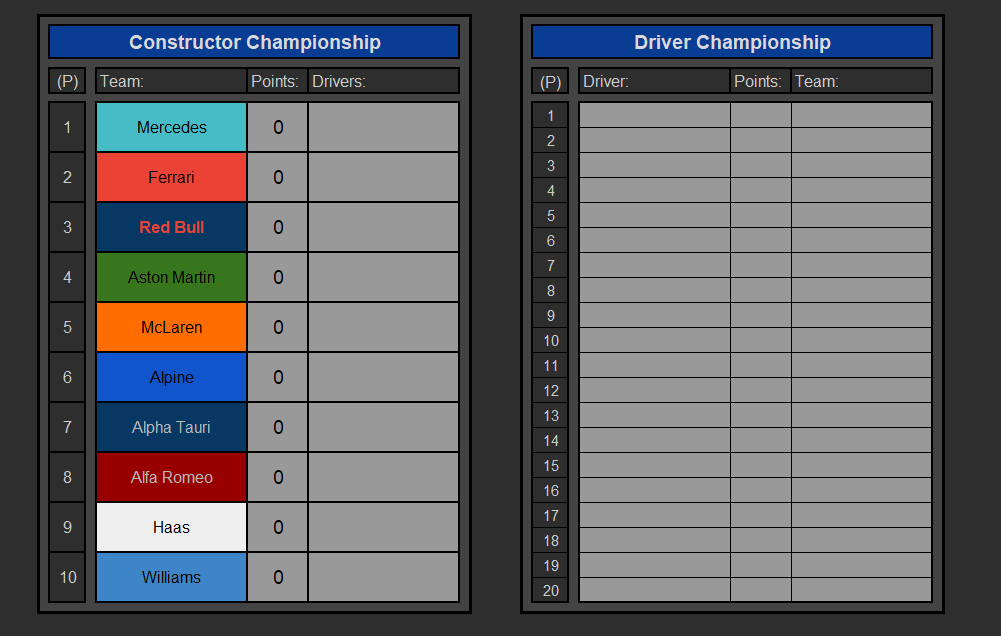 Constructor Championship
(P) Team: Points: Drivers:
1 Mercedes 0
2 Ferrari 0
3 Red Bull 0
4 Aston Martin 0
5 McLaren 0
6 Alpine 0
7 Alpha Tauri 0
8 Alfa Romeo 0
9 Haas 0
10 Williams 0
Driver Championship
(P) Driver: Points: Team:
1
2
3
4
5
6
7
8
9
10
11
12
13
14
15
16
17
18
19
20